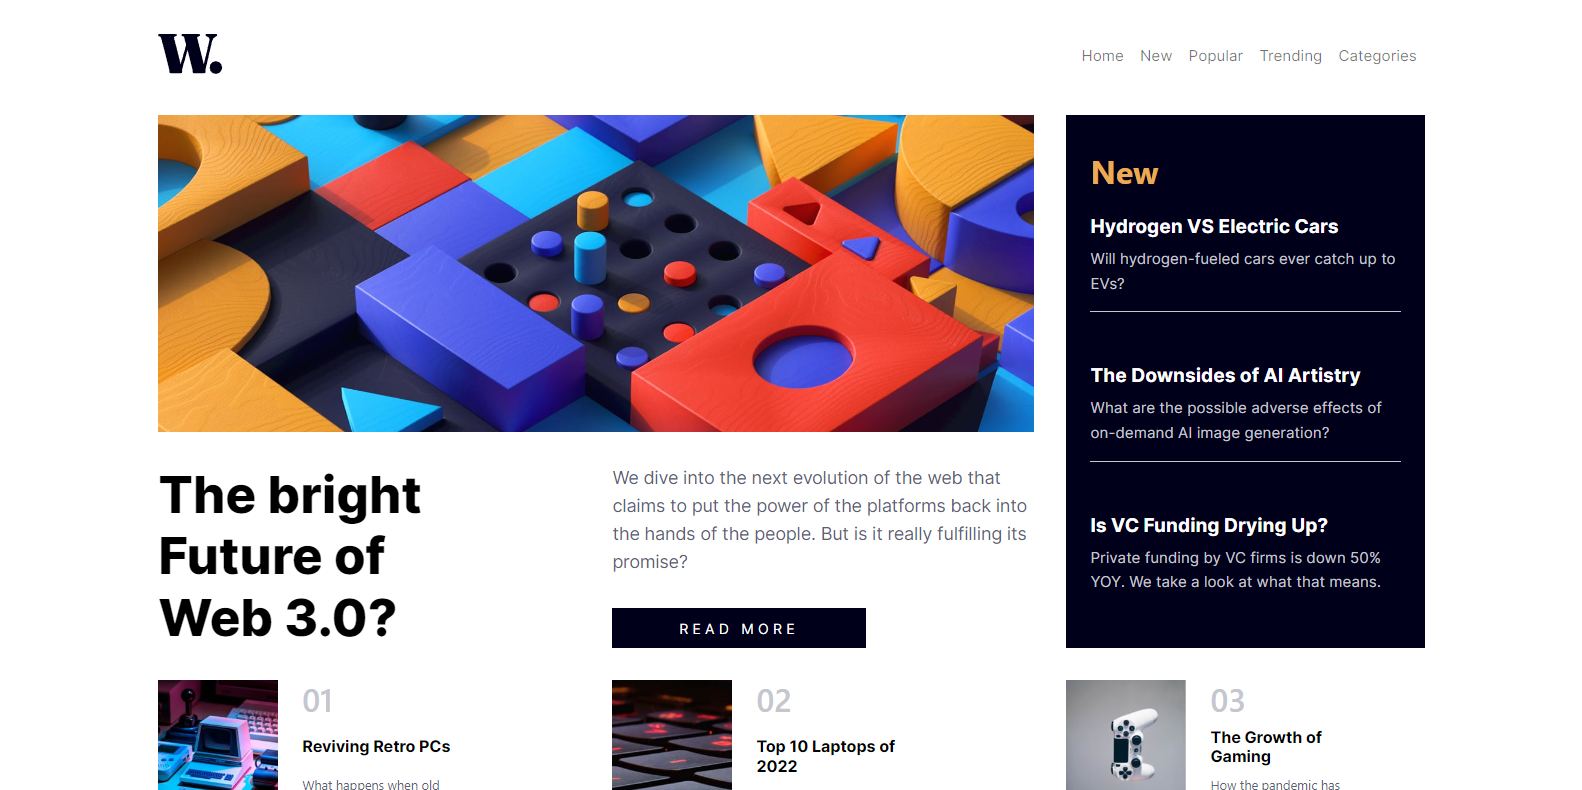 W.
Home New Popular Trending Categories
New
Hydrogen VS Electric Cars
Will hydrogen-fueled cars ever catch up to
EVs?
The Downsides of AI Artistry
What are the possible adverse effects of
on-demand AI image generation?
Is VC Funding Drying Up?
Private funding by VC firms is down 50%
YOY. We take a look at what that means.
The bright
Future of
Web 3.0?
We dive into the next evolution of the web that
claims to put the power of the platforms back into
the hands of the people. But is it really fulfilling its
promise?
READ MORE
01
Reviving Retro PCs
What happens when old
02
Top 10 Laptops of
2022
03
The Growth of
Gaming
How the pandemic has